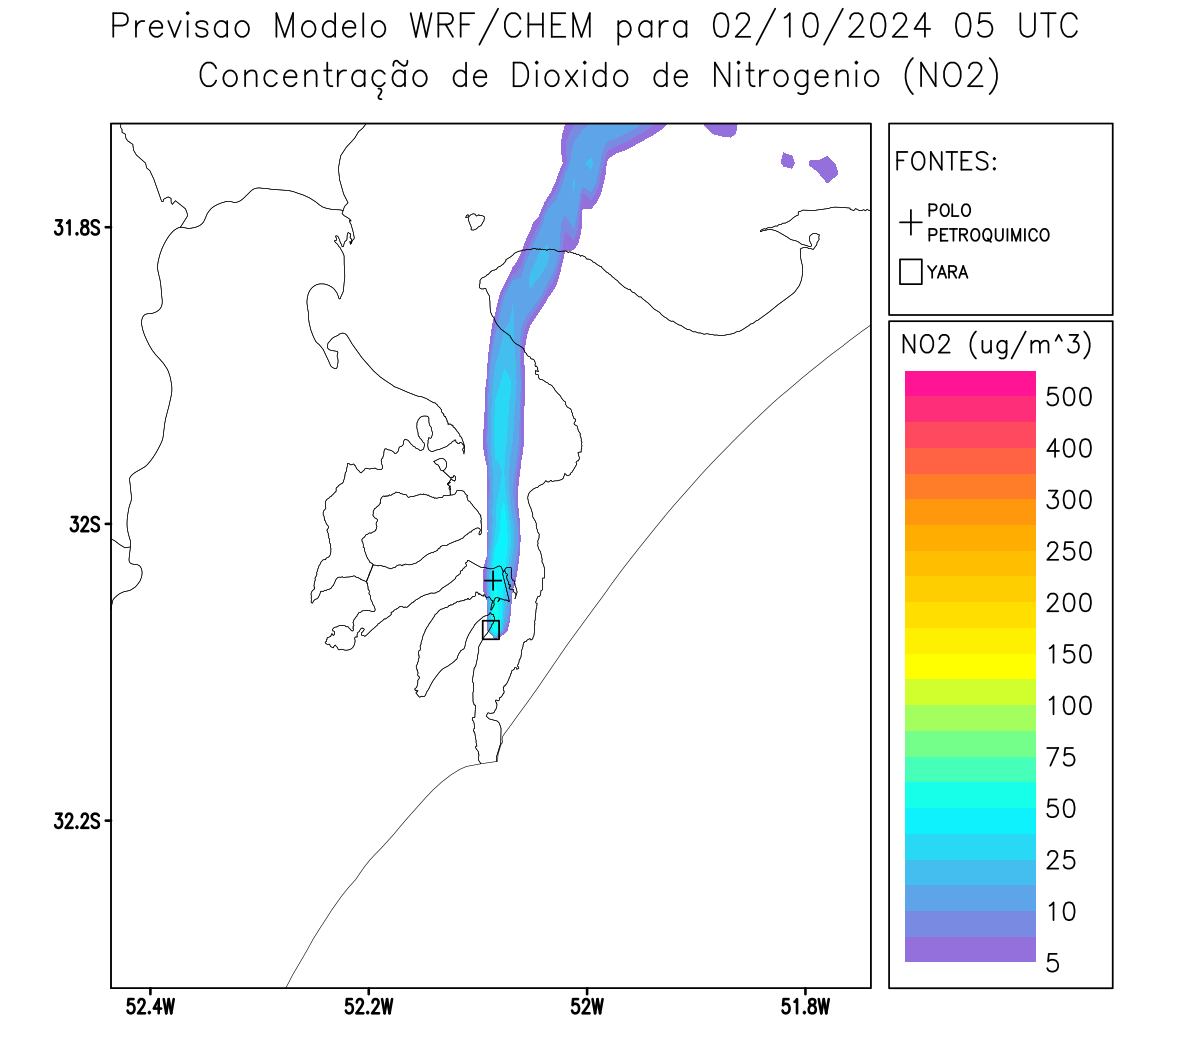 Previsao Modelo WRF/CHEM para 02/10/2024 05 UTC
Concentração de Dioxido de Nitrogenio (NO2)
FONTES:
POLO
PETROQUIMICO
YARA
NO2 (ug/m^3)
500
400
300
250
200
150
100
75
50
25
10
5
31.8S
32S
32.2S
52.4W
52.2W
52W
51.8W